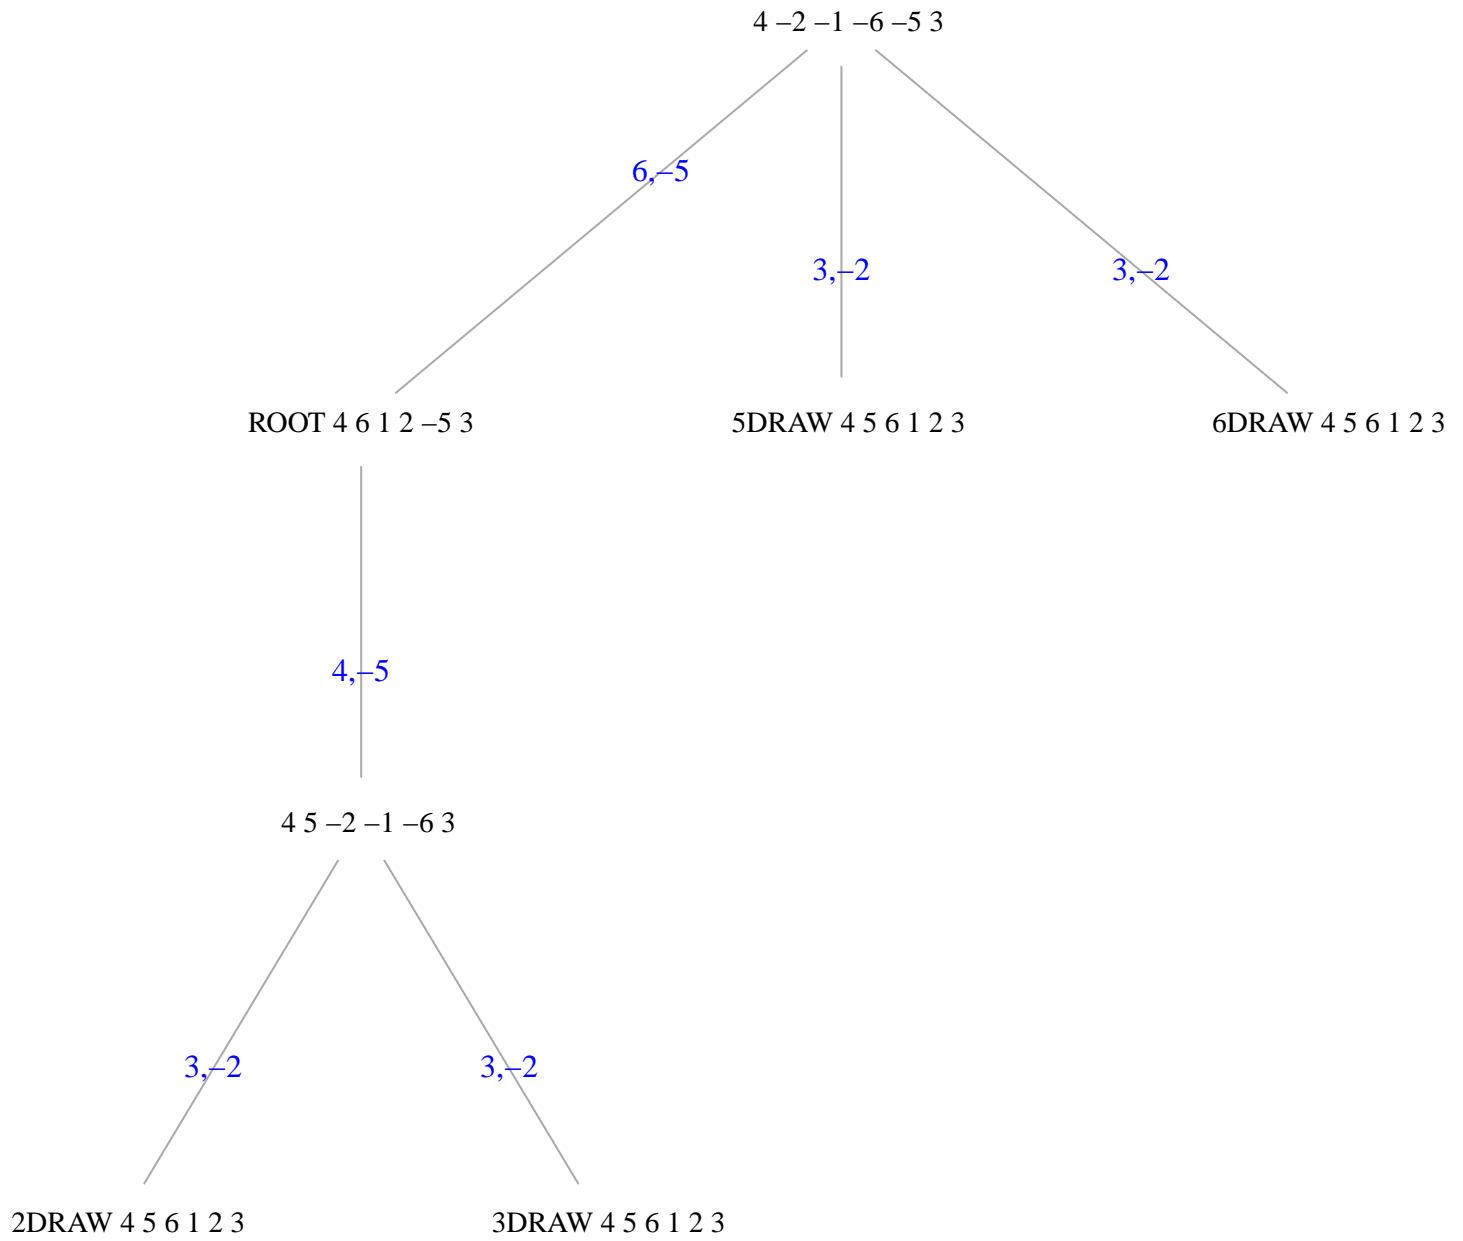 4 –2 –1 –6 –5 3
6,–5
3,–2
3,–2
ROOT 4 6 1 2 –5 3
5DRAW 4 5 6 1 2 3
6DRAW 4 5 6 1 2 3
4,–5
4 5 –2 –1 –6 3
3,–2
3,–2
2DRAW 4 5 6 1 2 3
3DRAW 4 5 6 1 2 3